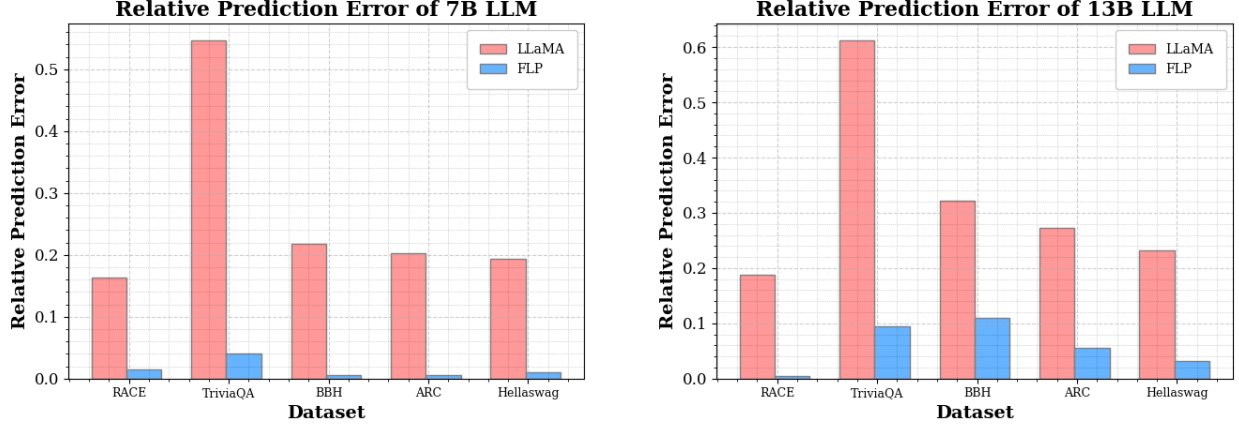 Relative Prediction Error of 7B LLM
Relative Prediction Error
0.5
0.4
0.3
0.2
0.1
0.0
LLaMA
FLP
RACE
TriviaQA
BBH
ARC
Hellaswag
Dataset
Relative Prediction Error of 13B LLM
Relative Prediction Error
0.6
0.5
0.4
0.3
0.2
0.1
0.0
LLaMA
FLP
RACE
TriviaQA
BBH
ARC
Hellaswag
Dataset